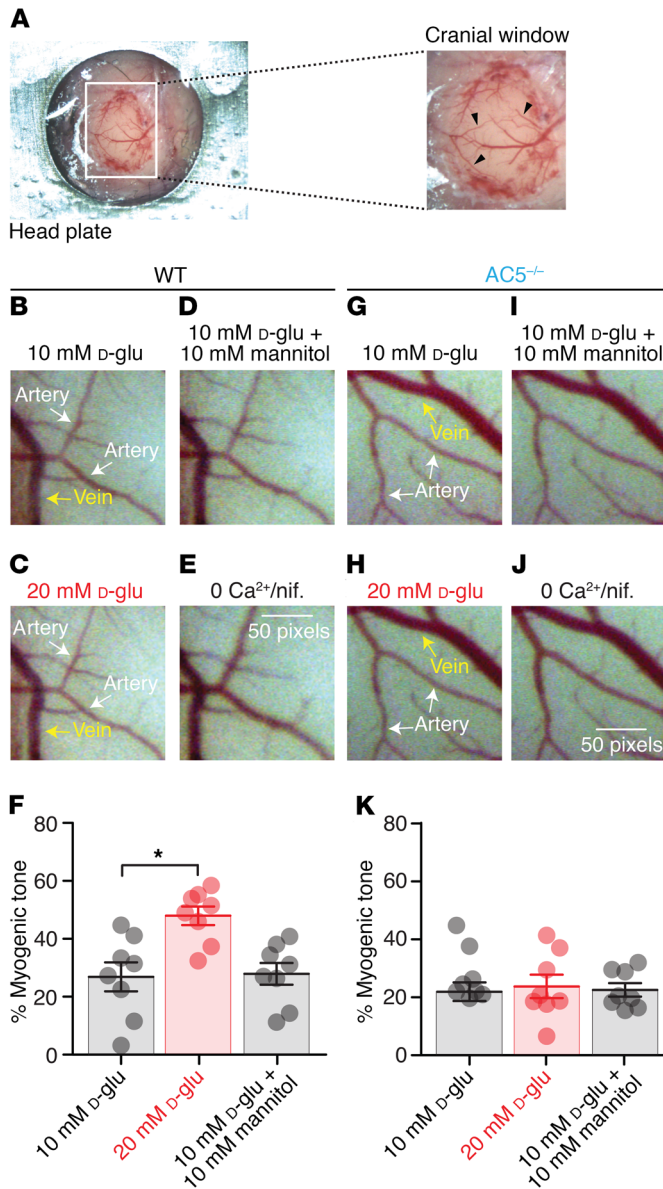 A
Cranial window
Head plate
WT
AC5⁻/⁻
B
D
G
I
10 mM D-glu
10 mM D-glu +
10 mM mannitol
10 mM D-glu
10 mM D-glu +
10 mM mannitol
Artery
Artery
Vein
Vein
Artery
C
E
H
J
20 mM D-glu
0 Ca²⁺/nif.
20 mM D-glu
0 Ca²⁺/nif.
Artery
Artery
Vein
50 pixels
Vein
Artery
50 pixels
F
% Myogenic tone
80
60
40
20
0
*
10 mM D-glu
20 mM D-glu
10 mM D-glu +
10 mM mannitol
K
% Myogenic tone
80
60
40
20
0
10 mM D-glu
20 mM D-glu
10 mM D-glu +
10 mM mannitol